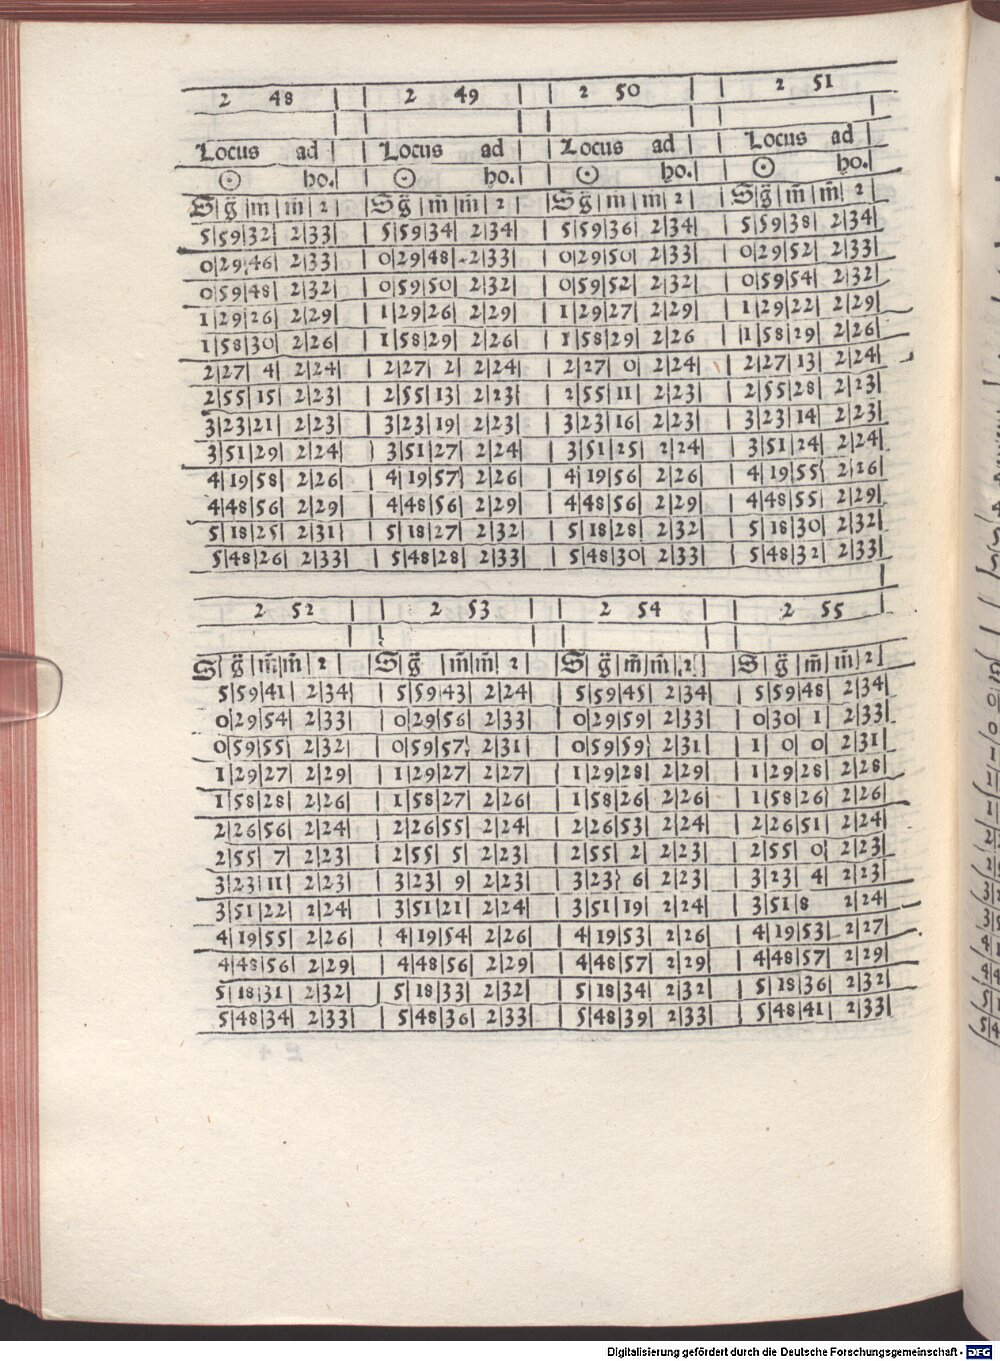 2 48 | | 2 49 | | 2 50 | | 2 51
Locus ad | | Locus ad | | Locus ad | | Locus ad |
☉ ho. | | ☉ ho. | | ☉ ho. | | ☉ ho. |
S g̃ m̃ m̃ 2 | S g̃ m̃ m̃ 2 | S g̃ m̃ m̃ 2 | S g̃ m̃ m̃ 2
5|59|32| 2|33| | 5|59|34| 2|34| | 5|59|36| 2|34| | 5|59|38| 2|34|
0|29|46| 2|33| | 0|29|48| 2|33| | 0|29|50| 2|33| | 0|29|52| 2|33|
0|59|48| 2|32| | 0|59|50| 2|32| | 0|59|52| 2|32| | 0|59|54| 2|32|
1|29|26| 2|29| | 1|29|26| 2|29| | 1|29|27| 2|29| | 1|29|22| 2|29|
1|58|30| 2|26| | 1|58|29| 2|26| | 1|58|29| 2|26 | 1|58|29| 2|26|
2|27| 4| 2|24| | 2|27| 2| 2|24| | 2|27| 0| 2|24| | 2|27|13| 2|24|
2|55|15| 2|23| | 2|55|13| 2|23| | 2|55|11| 2|23| | 2|55|28| 2|23|
3|23|21| 2|23| | 3|23|19| 2|23| | 3|23|16| 2|23| | 3|23|14| 2|23|
3|51|29| 2|24| | 3|51|27| 2|24| | 3|51|25| 2|24| | 3|51|24| 2|24|
4|19|58| 2|26| | 4|19|57| 2|26| | 4|19|56| 2|26| | 4|19|55| 2|26|
4|48|56| 2|29| | 4|48|56| 2|29| | 4|48|56| 2|29| | 4|48|55| 2|29|
5|18|25| 2|31| | 5|18|27| 2|32| | 5|18|28| 2|32| | 5|18|30| 2|32|
5|48|26| 2|33| | 5|48|28| 2|33| | 5|48|30| 2|33| | 5|48|32| 2|33|
2 52 | | 2 53 | | 2 54 | | 2 55
S g̃ m̃ m̃ 2 | S g̃ m̃ m̃ 2 | S g̃ m̃ m̃ 2 | S g̃ m̃ m̃ 2
5|59|41| 2|34| | 5|59|43| 2|24| | 5|59|45| 2|34| | 5|59|48| 2|34|
0|29|54| 2|33| | 0|29|56| 2|33| | 0|29|59| 2|33| | 0|30| 1| 2|33|
0|59|55| 2|32| | 0|59|57| 2|31| | 0|59|59| 2|31| | 1| 0| 0| 2|31|
1|29|27| 2|29| | 1|29|27| 2|27| | 1|29|28| 2|29| | 1|29|28| 2|28|
1|58|28| 2|26| | 1|58|27| 2|26| | 1|58|26| 2|26| | 1|58|26| 2|26|
2|26|56| 2|24| | 2|26|55| 2|24| | 2|26|53| 2|24| | 2|26|51| 2|24|
2|55| 7| 2|23| | 2|55| 5| 2|23| | 2|55| 2| 2|23| | 2|55| 0| 2|23|
3|23|11| 2|23| | 3|23| 9| 2|23| | 3|23| 6| 2|23| | 3|23| 4| 2|23|
3|51|22| 2|24| | 3|51|21| 2|24| | 3|51|19| 2|24| | 3|51|8 2|24|
4|19|55| 2|26| | 4|19|54| 2|26| | 4|19|53| 2|26| | 4|19|53| 2|27|
4|48|56| 2|29| | 4|48|56| 2|29| | 4|48|57| 2|29| | 4|48|57| 2|29|
5|18|31| 2|32| | 5|18|33| 2|32| | 5|18|34| 2|32| | 5|18|36| 2|32|
5|48|34| 2|33| | 5|48|36| 2|33| | 5|48|39| 2|33| | 5|48|41| 2|33|
Digitalisierung gefördert durch die Deutsche Forschungsgemeinschaft - DFG